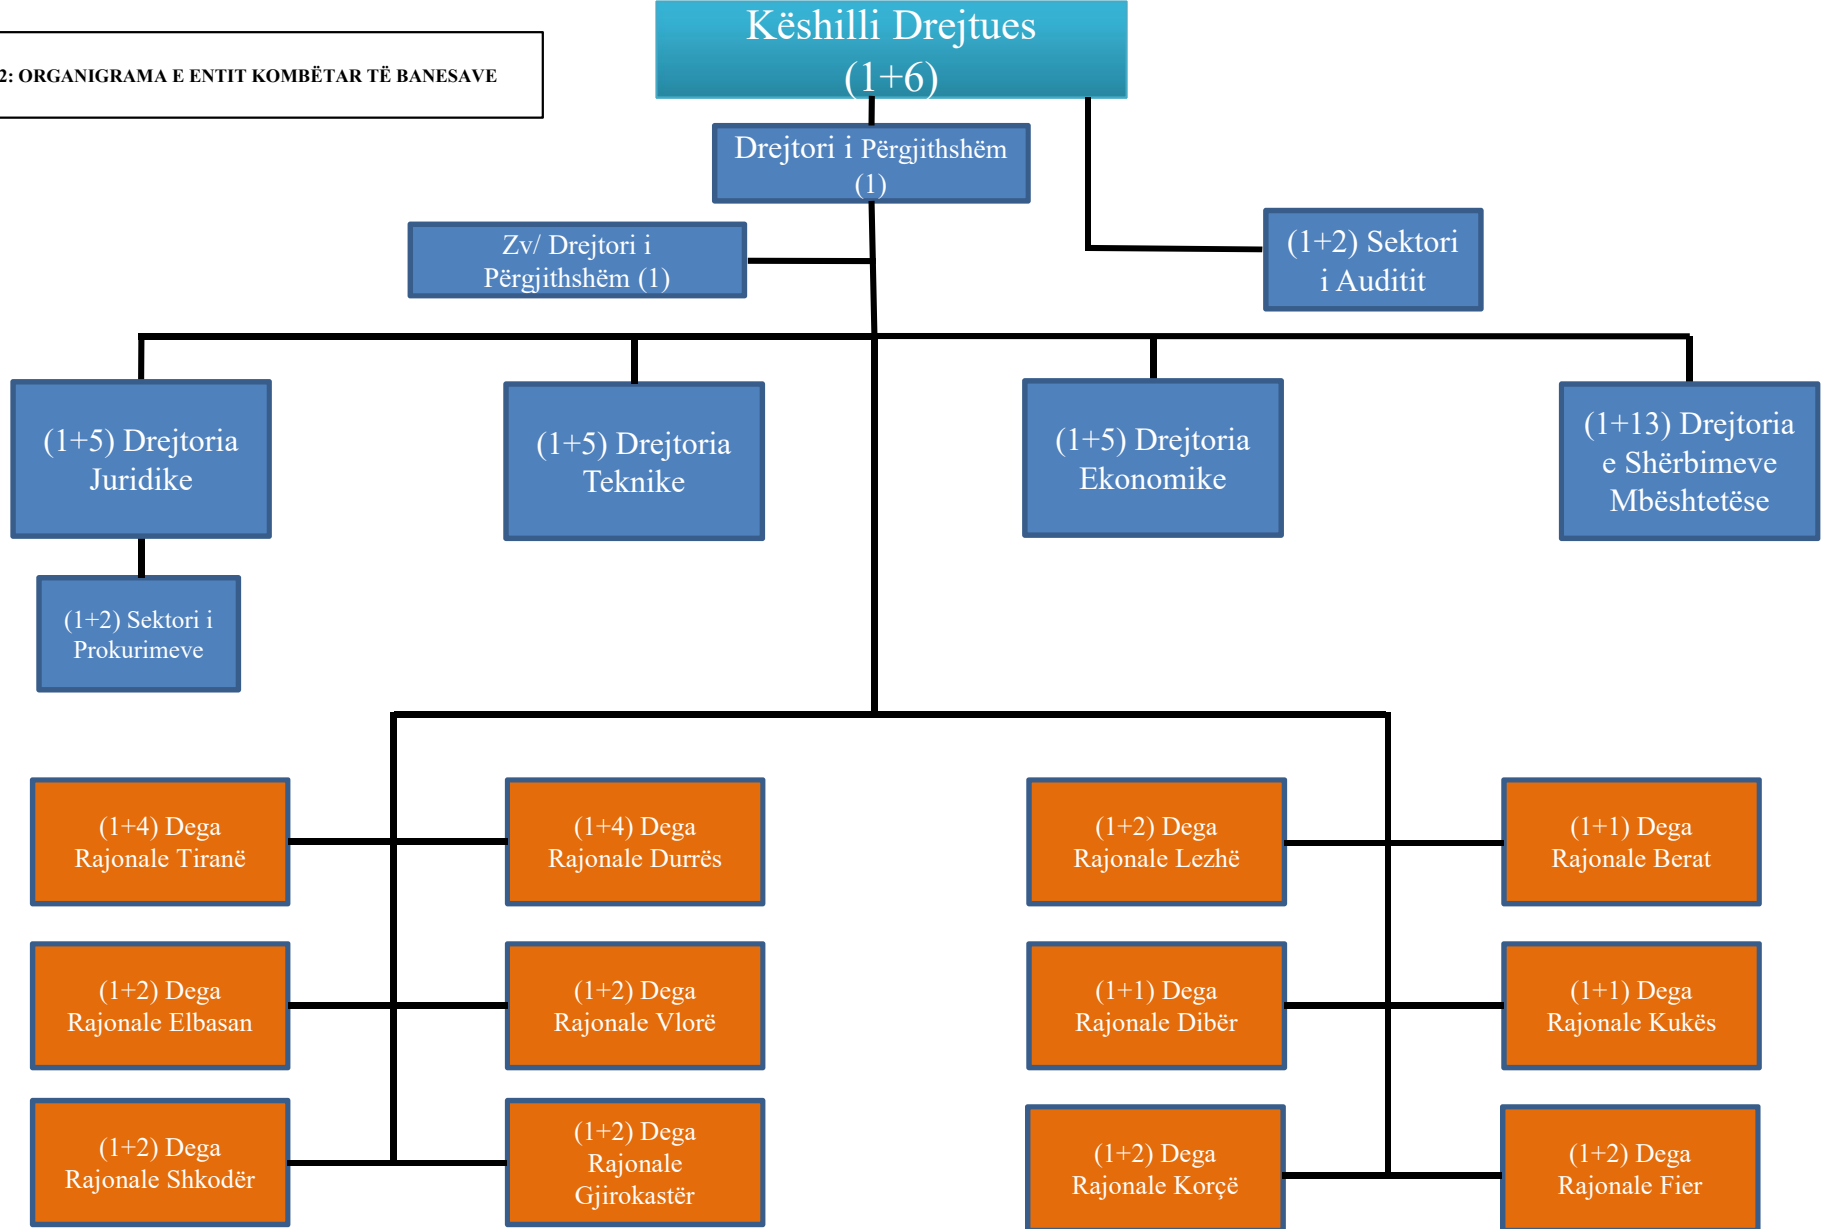 Këshilli Drejtues
(1+6)
2: ORGANIGRAMA E ENTIT KOMBËTAR TË BANESAVE
Drejtori i Përgjithshëm
(1)
Zv/ Drejtori i
Përgjithshëm (1)
(1+2) Sektori
i Auditit
(1+5) Drejtoria
Juridike
(1+5) Drejtoria
Teknike
(1+5) Drejtoria
Ekonomike
(1+13) Drejtoria
e Shërbimeve
Mbështetëse
(1+2) Sektori i
Prokurimeve
(1+4) Dega
Rajonale Tiranë
(1+4) Dega
Rajonale Durrës
(1+2) Dega
Rajonale Lezhë
(1+1) Dega
Rajonale Berat
(1+2) Dega
Rajonale Elbasan
(1+2) Dega
Rajonale Vlorë
(1+1) Dega
Rajonale Dibër
(1+1) Dega
Rajonale Kukës
(1+2) Dega
Rajonale Shkodër
(1+2) Dega
Rajonale
Gjirokastër
(1+2) Dega
Rajonale Korçë
(1+2) Dega
Rajonale Fier